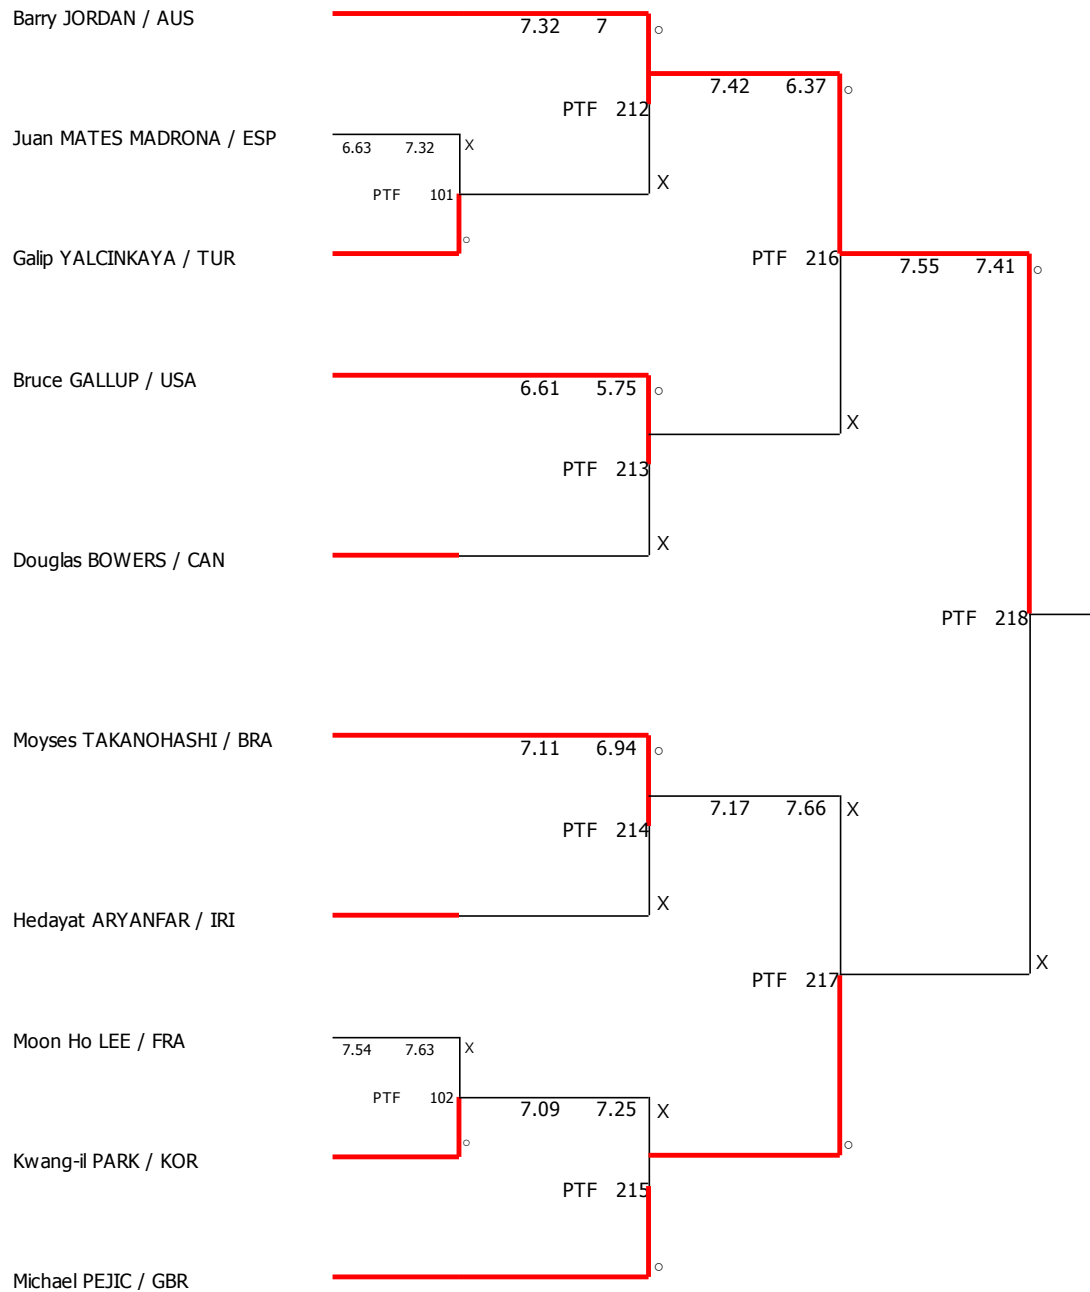 Barry JORDAN / AUS
7.32 7 ○
7.42 6.37 ○
PTF 212
Juan MATES MADRONA / ESP
6.63 7.32 X
X
PTF 101
○
Galip YALCINKAYA / TUR
PTF 216
7.55 7.41 ○
Bruce GALLUP / USA
6.61 5.75 ○
X
PTF 213
X
Douglas BOWERS / CAN
PTF 218
Moyses TAKANOHASHI / BRA
7.11 6.94 ○
7.17 7.66 X
PTF 214
X
Hedayat ARYANFAR / IRI
X
PTF 217
Moon Ho LEE / FRA
7.54 7.63 X
PTF 102
7.09 7.25 X
○
○
Kwang-il PARK / KOR
PTF 215
○
Michael PEJIC / GBR